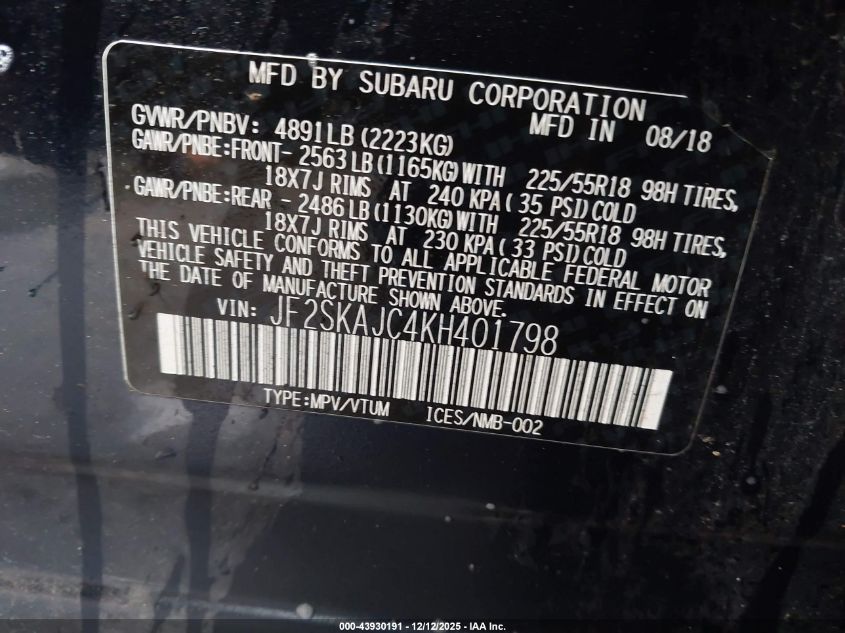 MFD BY SUBARU CORPORATION
MFD IN 08/18
GVWR/PNBV: 4891LB (2223KG)
GAWR/PNBE:FRONT- 2563LB(1165KG)WITH 225/55R18 98H TIRES,
18X7J RIMS AT 240 KPA( 35 PSI)COLD
GAWR/PNBE:REAR - 2486LB(1130KG)WITH 225/55R18 98H TIRES,
18X7J RIMS AT 230 KPA( 33 PSI)COLD
THIS VEHICLE CONFORMS TO ALL APPLICABLE FEDERAL MOTOR
VEHICLE SAFETY AND THEFT PREVENTION STANDARDS IN EFFECT ON
THE DATE OF MANUFACTURE SHOWN ABOVE.
VIN: JF2SKAJC4KH401798
TYPE:MPV/VTUM ICES/NMB-002
000-43930191 - 12/12/2025 - IAA Inc.